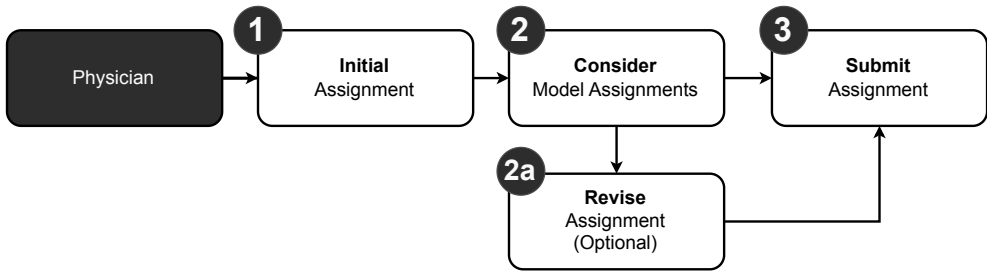 Physician
1
Initial
Assignment
2
Consider
Model Assignments
3
Submit
Assignment
2a
Revise
Assignment
(Optional)